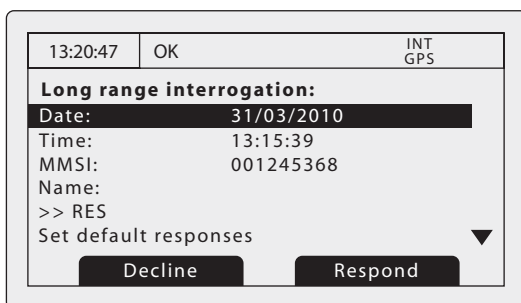 13:20:47 OK INT
GPS
Long range interrogation:
Date: 31/03/2010
Time: 13:15:39
MMSI: 001245368
Name:
>> RES
Set default responses
Decline Respond